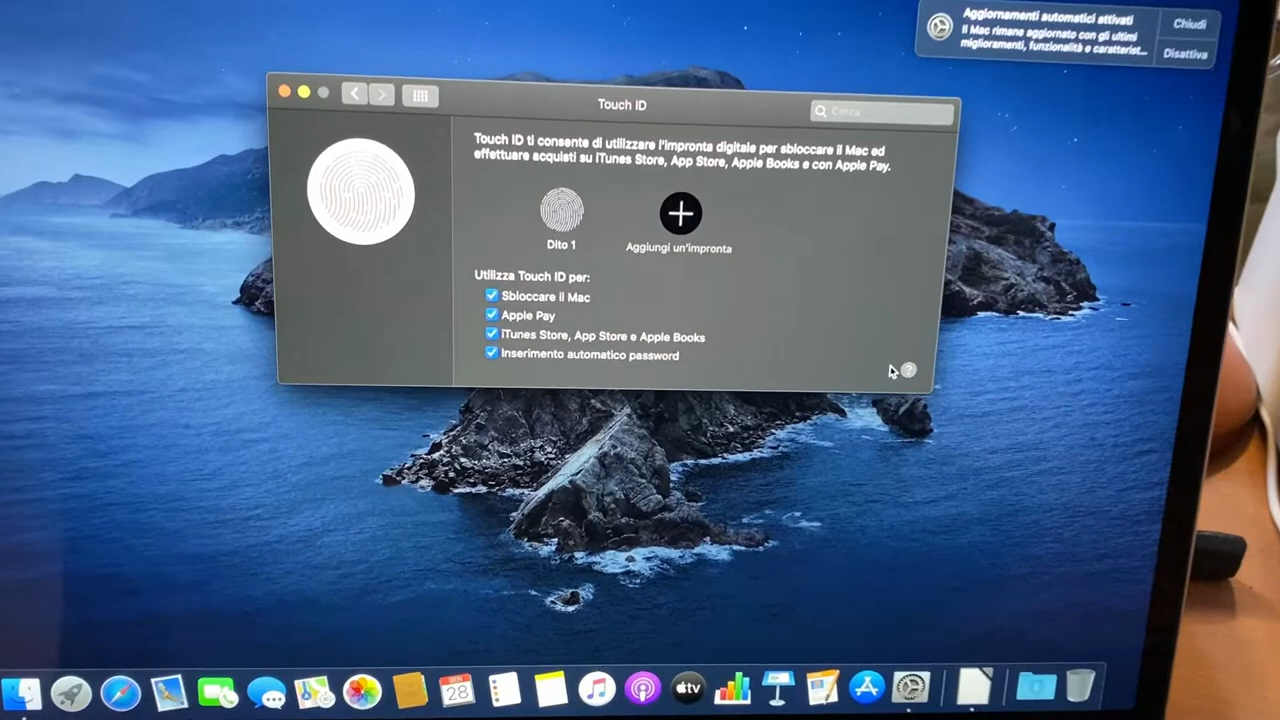 Aggiornamenti automatici attivati
Il Mac rimane aggiornato con gli ultimi
miglioramenti, funzionalità e caratterist...
Chiudi
Disattiva
Touch ID
Cerca
Touch ID ti consente di utilizzare l'impronta digitale per sbloccare il Mac ed
effettuare acquisti su iTunes Store, App Store, Apple Books e con Apple Pay.
Dito 1
Aggiungi un'impronta
Utilizza Touch ID per:
Sbloccare il Mac
Apple Pay
iTunes Store, App Store e Apple Books
Inserimento automatico password
?
28
tv